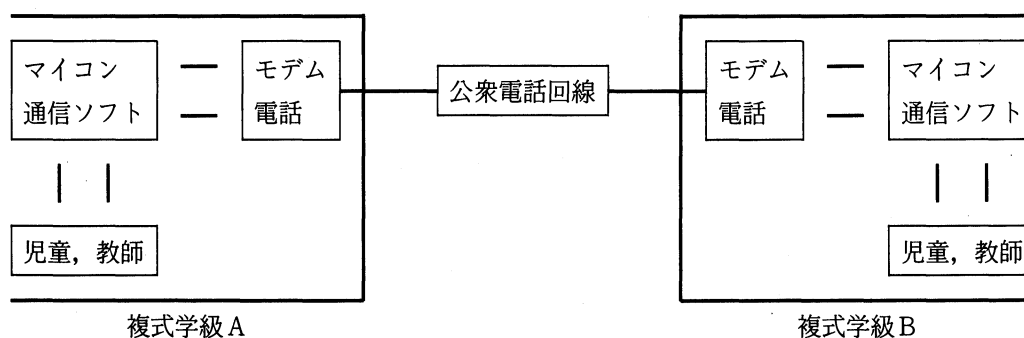 マイコン
通信ソフト
モデム
電話
公衆電話回線
モデム
電話
マイコン
通信ソフト
児童，教師
児童，教師
複式学級A
複式学級B